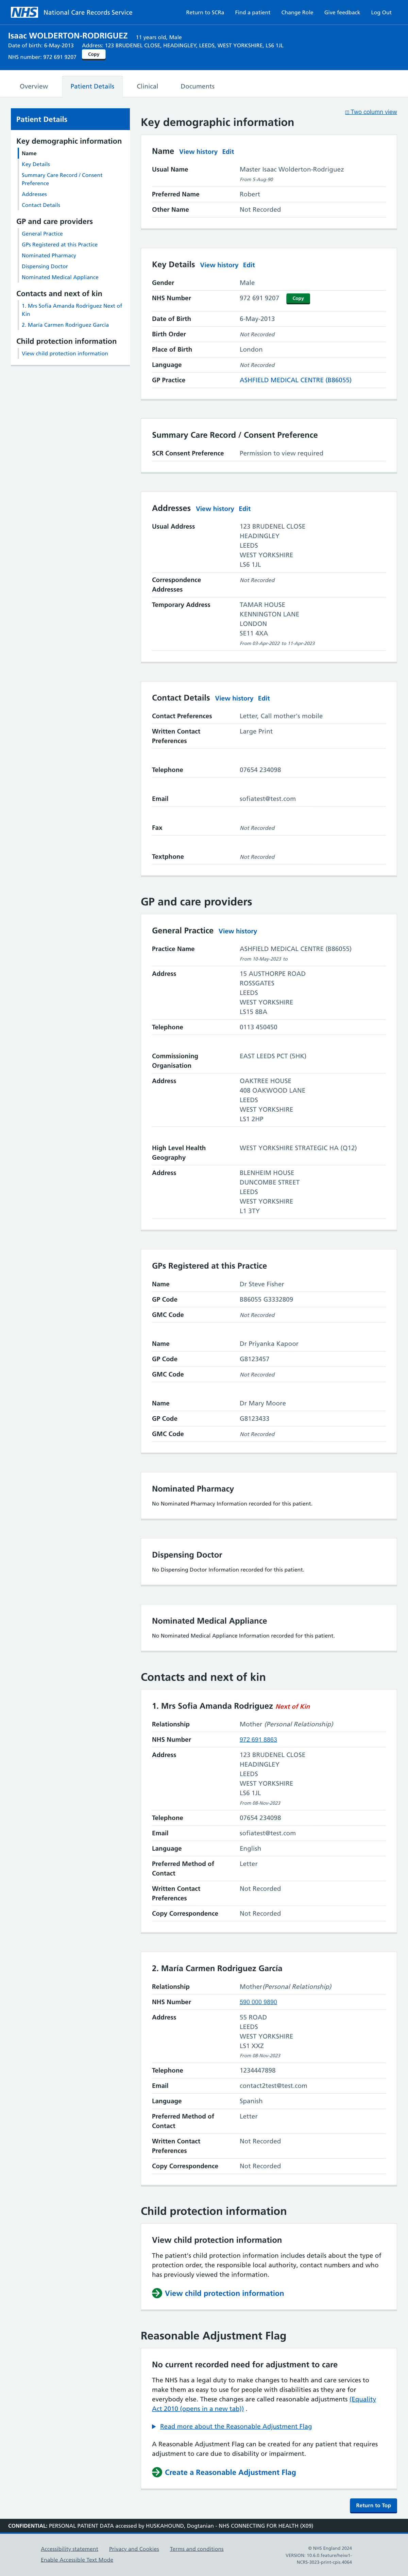 NHS National Care Records Service
Return to SCRa Find a patient Change Role Give feedback Log Out
Isaac WOLDERTON-RODRIGUEZ 11 years old, Male
Date of birth: 6-May-2013 Address: 123 BRUDENEL CLOSE, HEADINGLEY, LEEDS, WEST YORKSHIRE, LS6 1JL
NHS number: 972 691 9207 Copy
Overview Patient Details Clinical Documents
Patient Details
Key demographic information
Name
Key Details
Summary Care Record / Consent
Preference
Addresses
Contact Details
GP and care providers
General Practice
GPs Registered at this Practice
Nominated Pharmacy
Dispensing Doctor
Nominated Medical Appliance
Contacts and next of kin
1. Mrs Sofia Amanda Rodriguez Next of
Kin
2. María Carmen Rodriguez García
Child protection information
View child protection information
Two column view
Key demographic information
Name View history Edit
Usual Name Master Isaac Wolderton-Rodriguez
From 5-Aug-90
Preferred Name Robert
Other Name Not Recorded
Key Details View history Edit
Gender Male
NHS Number 972 691 9207 Copy
Date of Birth 6-May-2013
Birth Order Not Recorded
Place of Birth London
Language Not Recorded
GP Practice ASHFIELD MEDICAL CENTRE (B86055)
Summary Care Record / Consent Preference
SCR Consent Preference Permission to view required
Addresses View history Edit
Usual Address 123 BRUDENEL CLOSE
HEADINGLEY
LEEDS
WEST YORKSHIRE
LS6 1JL
Correspondence Not Recorded
Addresses
Temporary Address TAMAR HOUSE
KENNINGTON LANE
LONDON
SE11 4XA
From 03-Apr-2022 to 11-Apr-2023
Contact Details View history Edit
Contact Preferences Letter, Call mother's mobile
Written Contact Large Print
Preferences
Telephone 07654 234098
Email sofiatest@test.com
Fax Not Recorded
Textphone Not Recorded
GP and care providers
General Practice View history
Practice Name ASHFIELD MEDICAL CENTRE (B86055)
From 10-May-2023 to
Address 15 AUSTHORPE ROAD
ROSSGATES
LEEDS
WEST YORKSHIRE
LS15 8BA
Telephone 0113 450450
Commissioning EAST LEEDS PCT (5HK)
Organisation
Address OAKTREE HOUSE
408 OAKWOOD LANE
LEEDS
WEST YORKSHIRE
LS1 2HP
High Level Health WEST YORKSHIRE STRATEGIC HA (Q12)
Geography
Address BLENHEIM HOUSE
DUNCOMBE STREET
LEEDS
WEST YORKSHIRE
L1 3TY
GPs Registered at this Practice
Name Dr Steve Fisher
GP Code B86055 G3332809
GMC Code Not Recorded
Name Dr Priyanka Kapoor
GP Code G8123457
GMC Code Not Recorded
Name Dr Mary Moore
GP Code G8123433
GMC Code Not Recorded
Nominated Pharmacy
No Nominated Pharmacy Information recorded for this patient.
Dispensing Doctor
No Dispensing Doctor Information recorded for this patient.
Nominated Medical Appliance
No Nominated Medical Appliance Information recorded for this patient.
Contacts and next of kin
1. Mrs Sofia Amanda Rodriguez Next of Kin
Relationship Mother (Personal Relationship)
NHS Number 972 691 8863
Address 123 BRUDENEL CLOSE
HEADINGLEY
LEEDS
WEST YORKSHIRE
LS6 1JL
From 08-Nov-2023
Telephone 07654 234098
Email sofiatest@test.com
Language English
Preferred Method of Letter
Contact
Written Contact Not Recorded
Preferences
Copy Correspondence Not Recorded
2. María Carmen Rodriguez García
Relationship Mother(Personal Relationship)
NHS Number 590 000 9890
Address 55 ROAD
LEEDS
WEST YORKSHIRE
LS1 XXZ
From 08-Nov-2023
Telephone 1234447898
Email contact2test@test.com
Language Spanish
Preferred Method of Letter
Contact
Written Contact Not Recorded
Preferences
Copy Correspondence Not Recorded
Child protection information
View child protection information
The patient's child protection information includes details about the type of
protection order, the responsible local authority, contact numbers and who
has previously viewed the information.
View child protection information
Reasonable Adjustment Flag
No current recorded need for adjustment to care
The NHS has a legal duty to make changes to health and care services to
make them as easy to use for people with disabilities as they are for
everybody else. These changes are called reasonable adjustments (Equality
Act 2010 (opens in a new tab)) .
Read more about the Reasonable Adjustment Flag
A Reasonable Adjustment Flag can be created for any patient that requires
adjustment to care due to disability or impairment.
Create a Reasonable Adjustment Flag
Return to Top
CONFIDENTIAL: PERSONAL PATIENT DATA accessed by HUSKAHOUND, Dogtanian - NHS CONNECTING FOR HEALTH (X09)
Accessibility statement Privacy and Cookies Terms and conditions
Enable Accessible Text Mode
© NHS England 2024